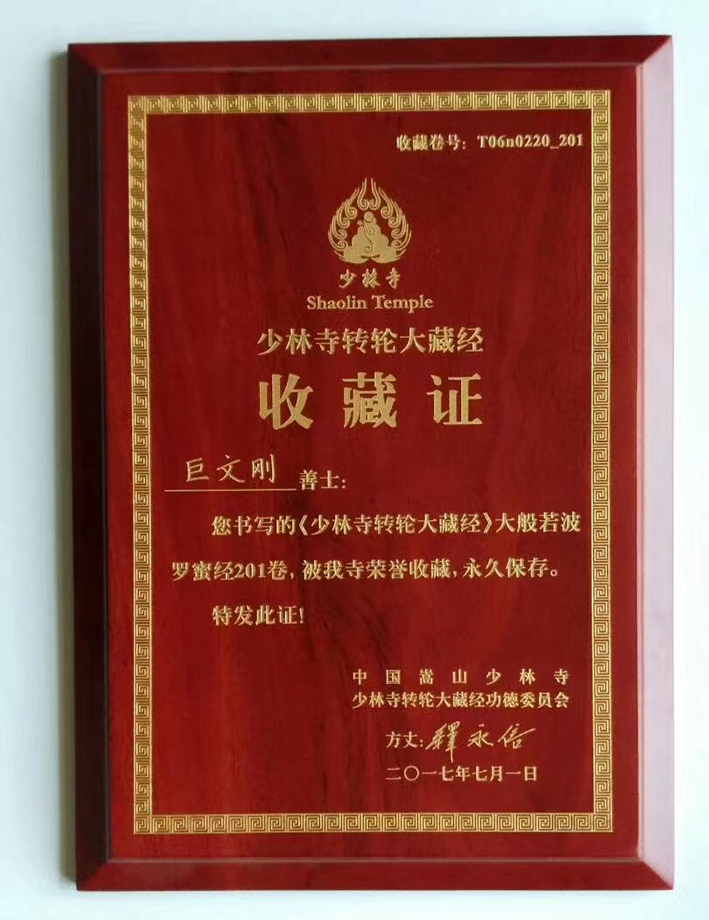 收藏卷号：T06n0220_201
少林寺
Shaolin Temple
少林寺转轮大藏经
收藏证
巨文刚善士：
您书写的《少林寺转轮大藏经》大般若波
罗蜜经201卷，被我寺荣誉收藏，永久保存。
特发此证！
中国嵩山少林寺
少林寺转轮大藏经功德委员会
方丈：釋永信
二〇一七年七月一日